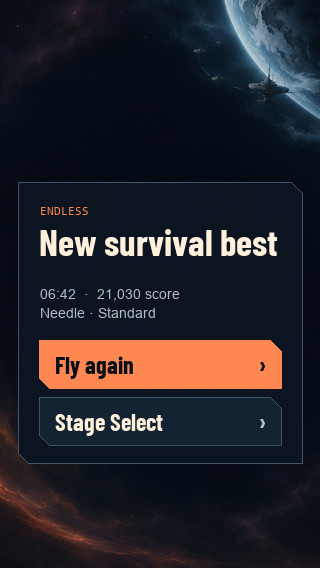 ENDLESS
New survival best
06:42 · 21,030 score
Needle · Standard
Fly again ›
Stage Select ›